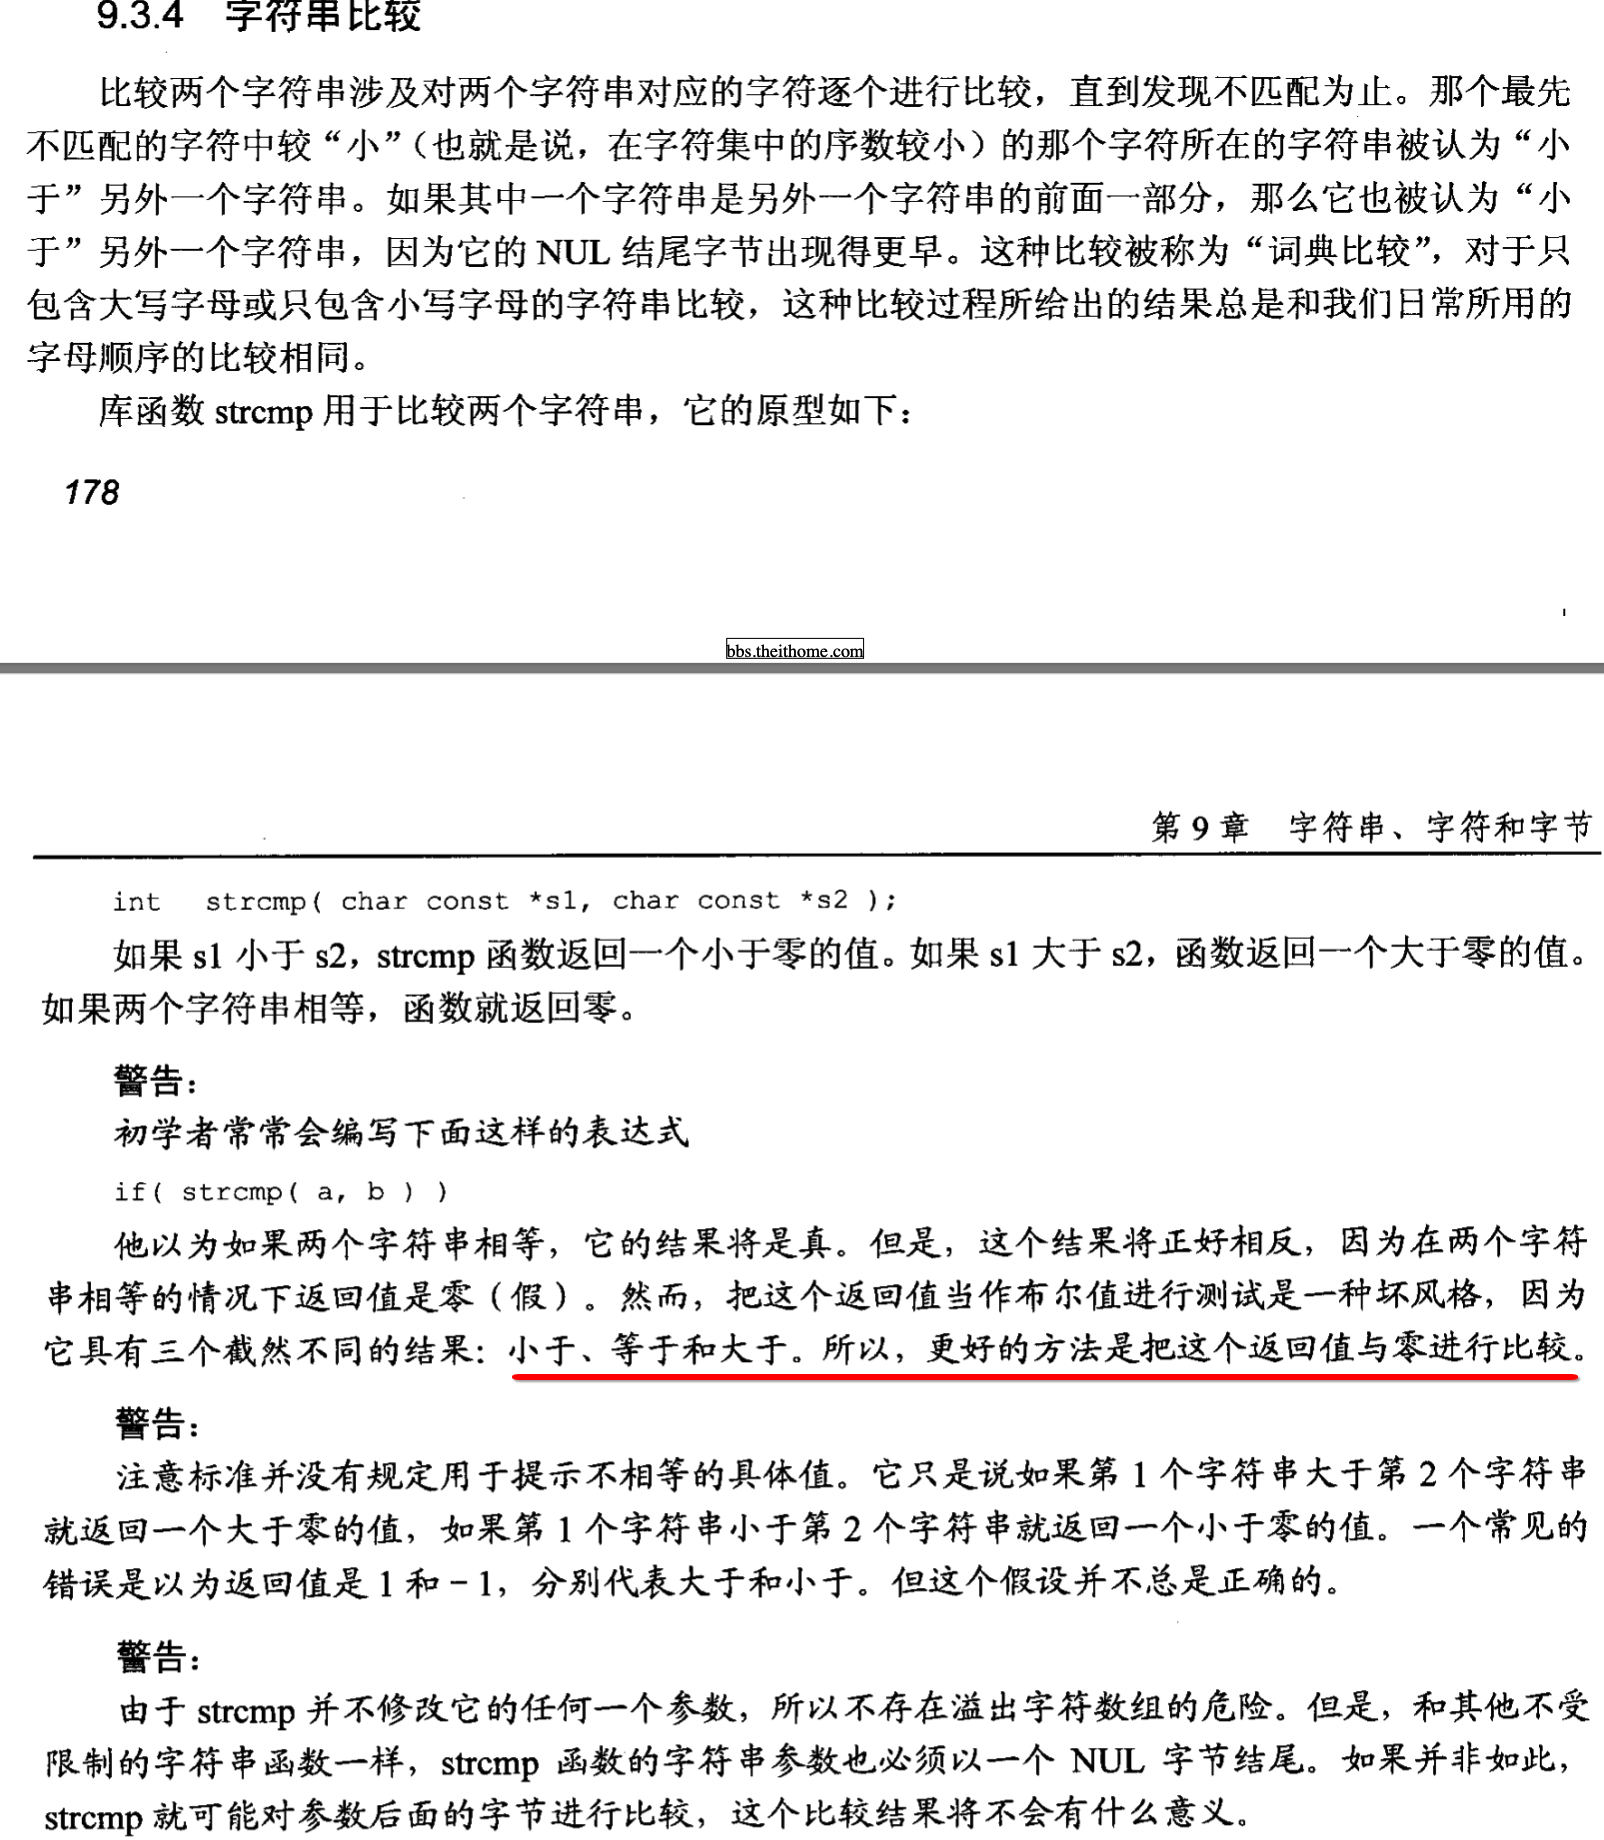 9.3.4 字符串比较
比较两个字符串涉及对两个字符串对应的字符逐个进行比较，直到发现不匹配为止。那个最先
不匹配的字符中较“小”（也就是说，在字符集中的序数较小）的那个字符所在的字符串被认为“小
于”另外一个字符串。如果其中一个字符串是另外一个字符串的前面一部分，那么它也被认为“小
于”另外一个字符串，因为它的 NUL 结尾字节出现得更早。这种比较被称为“词典比较”，对于只
包含大写字母或只包含小写字母的字符串比较，这种比较过程所给出的结果总是和我们日常所用的
字母顺序的比较相同。
库函数 strcmp 用于比较两个字符串，它的原型如下：
178
bbs.theithome.com
第 9 章 字符串、字符和字节
int strcmp( char const *s1, char const *s2 );
如果 s1 小于 s2，strcmp 函数返回一个小于零的值。如果 s1 大于 s2，函数返回一个大于零的值。
如果两个字符串相等，函数就返回零。
警告：
初学者常常会编写下面这样的表达式
if( strcmp( a, b ) )
他以为如果两个字符串相等，它的结果将是真。但是，这个结果将正好相反，因为在两个字符
串相等的情况下返回值是零（假）。然而，把这个返回值当作布尔值进行测试是一种坏风格，因为
它具有三个截然不同的结果：小于、等于和大于。所以，更好的方法是把这个返回值与零进行比较。
警告：
注意标准并没有规定用于提示不相等的具体值。它只是说如果第 1 个字符串大于第 2 个字符串
就返回一个大于零的值，如果第 1 个字符串小于第 2 个字符串就返回一个小于零的值。一个常见的
错误是以为返回值是 1 和－1，分别代表大于和小于。但这个假设并不总是正确的。
警告：
由于 strcmp 并不修改它的任何一个参数，所以不存在溢出字符数组的危险。但是，和其他不受
限制的字符串函数一样，strcmp 函数的字符串参数也必须以一个 NUL 字节结尾。如果并非如此，
strcmp 就可能对参数后面的字节进行比较，这个比较结果将不会有什么意义。